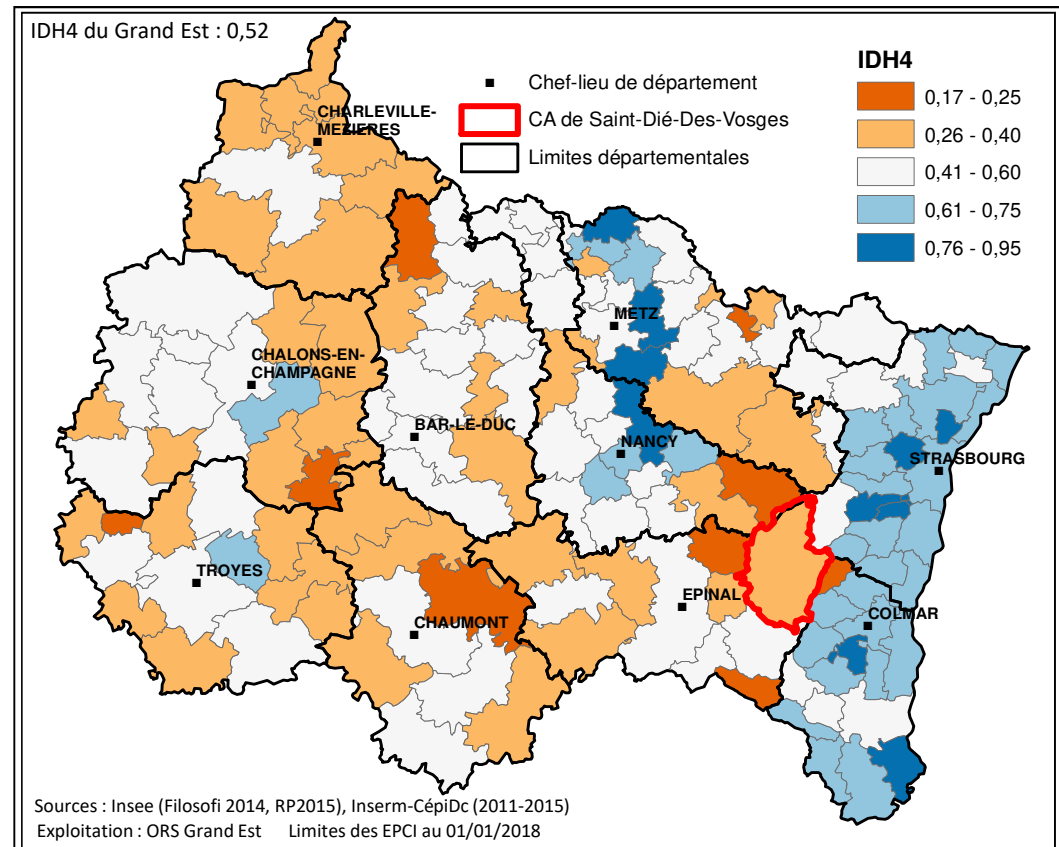 IDH4 du Grand Est : 0,52
IDH4
Chef-lieu de département
CA de Saint-Dié-Des-Vosges
Limites départementales
0,17 - 0,25
0,26 - 0,40
0,41 - 0,60
0,61 - 0,75
0,76 - 0,95
CHARLEVILLE-
MEZIERES
METZ
CHALONS-EN-
CHAMPAGNE
BAR-LE-DUC
NANCY
STRASBOURG
TROYES
EPINAL
COLMAR
CHAUMONT
Sources : Insee (Filosofi 2014, RP2015), Inserm-CépiDc (2011-2015)
Exploitation : ORS Grand Est Limites des EPCI au 01/01/2018